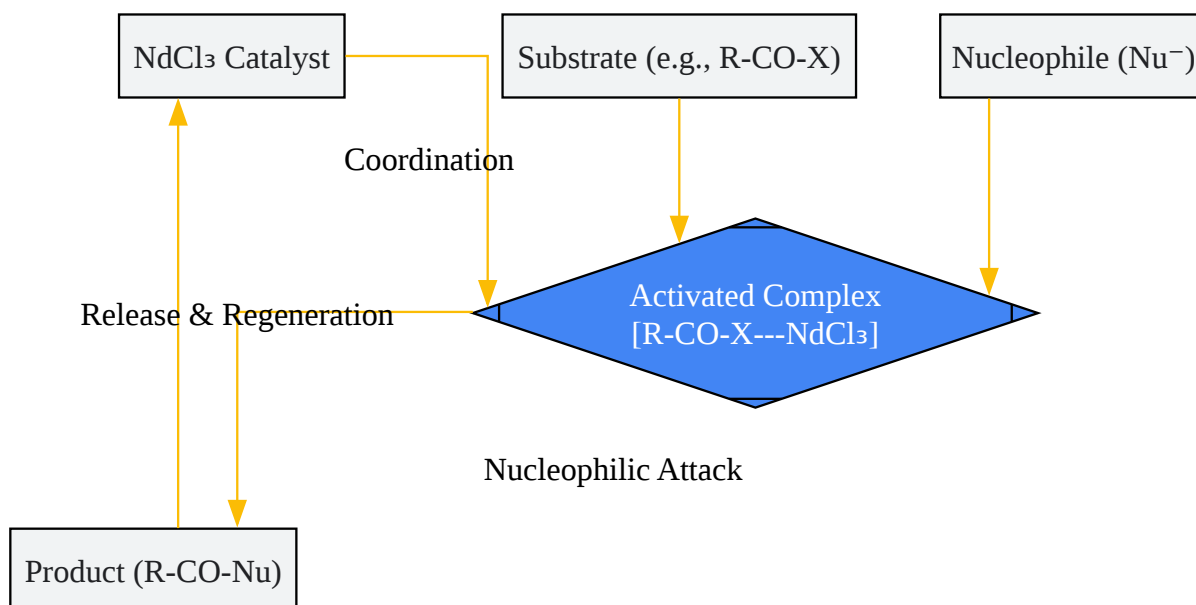 NdCl₃ Catalyst
Substrate (e.g., R-CO-X)
Nucleophile (Nu⁻)
Coordination
Activated Complex
[R-CO-X---NdCl₃]
Release & Regeneration
Nucleophilic Attack
Product (R-CO-Nu)